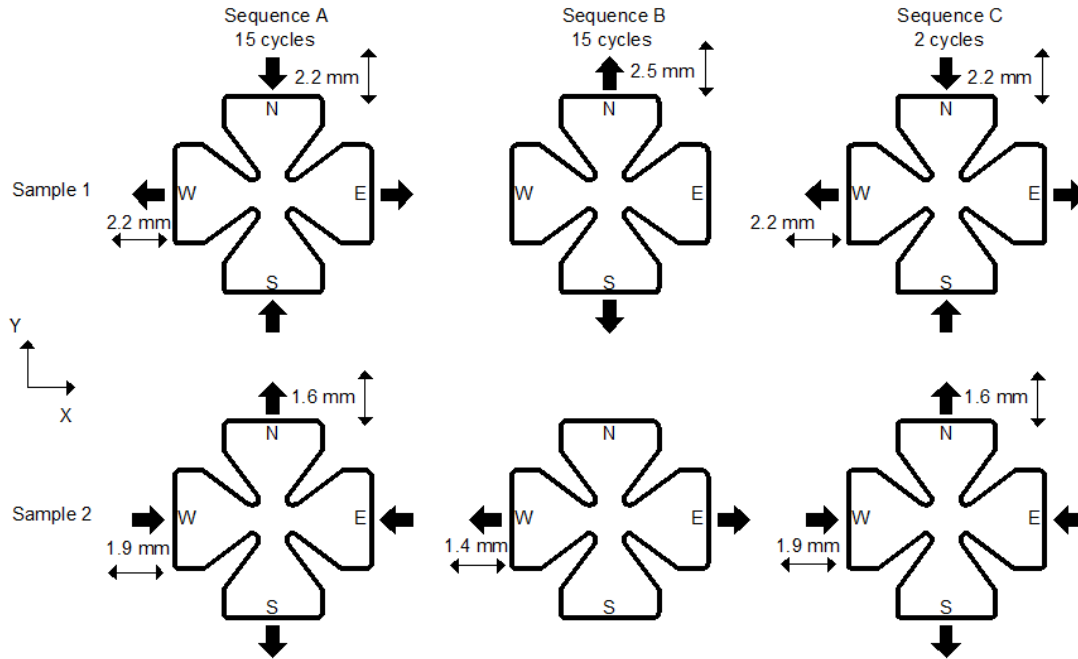 Sequence A
15 cycles
Sequence B
15 cycles
Sequence C
2 cycles
2.2 mm
2.5 mm
2.2 mm
N
N
N
Sample 1
W
E
W
E
W
E
2.2 mm
2.2 mm
S
S
S
Y
X
1.6 mm
1.6 mm
N
N
N
Sample 2
W
E
W
E
W
E
1.9 mm
1.4 mm
1.9 mm
S
S
S